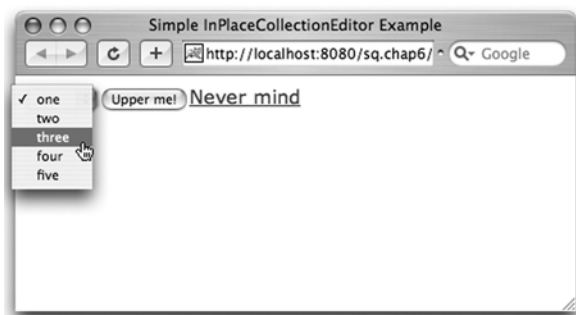 Simple InPlaceCollectionEditor Example
http://localhost:8080/sq.chap6/ Google
✓ one Upper me! Never mind
two
three
four
five